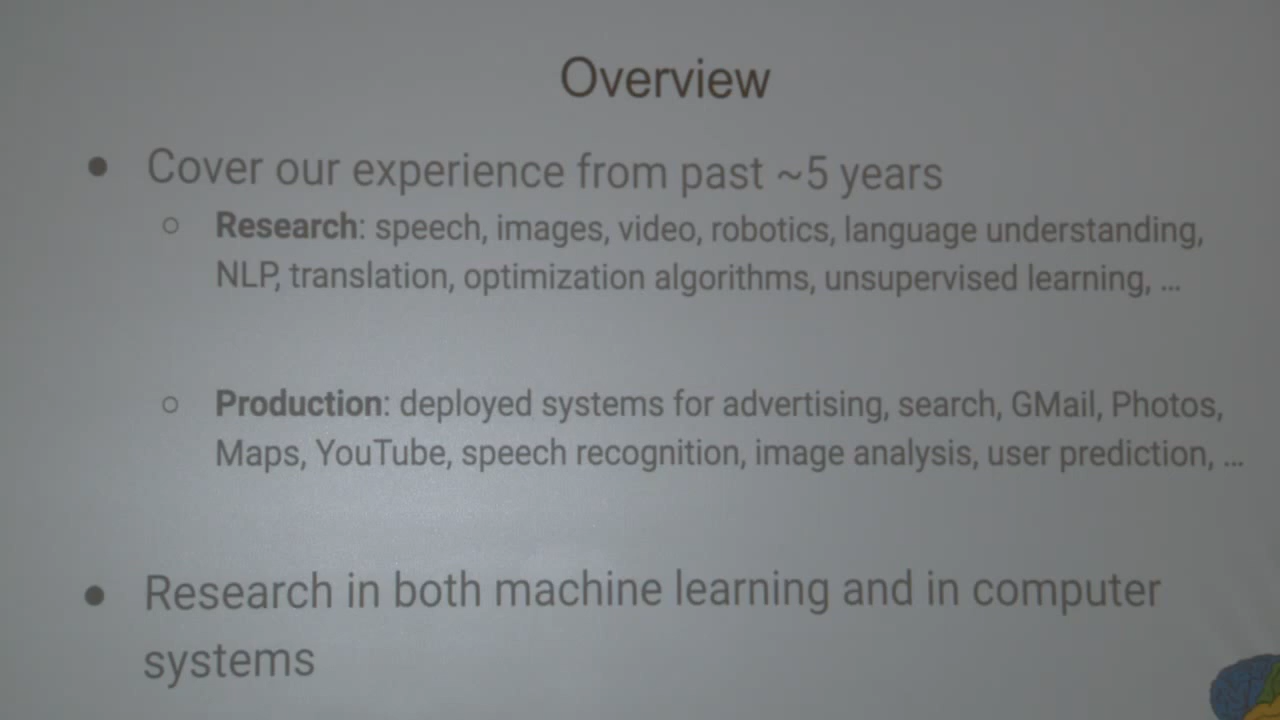 Overview
● Cover our experience from past ~5 years
○ Research: speech, images, video, robotics, language understanding,
NLP, translation, optimization algorithms, unsupervised learning, ...
○ Production: deployed systems for advertising, search, GMail, Photos,
Maps, YouTube, speech recognition, image analysis, user prediction, ...
● Research in both machine learning and in computer
systems